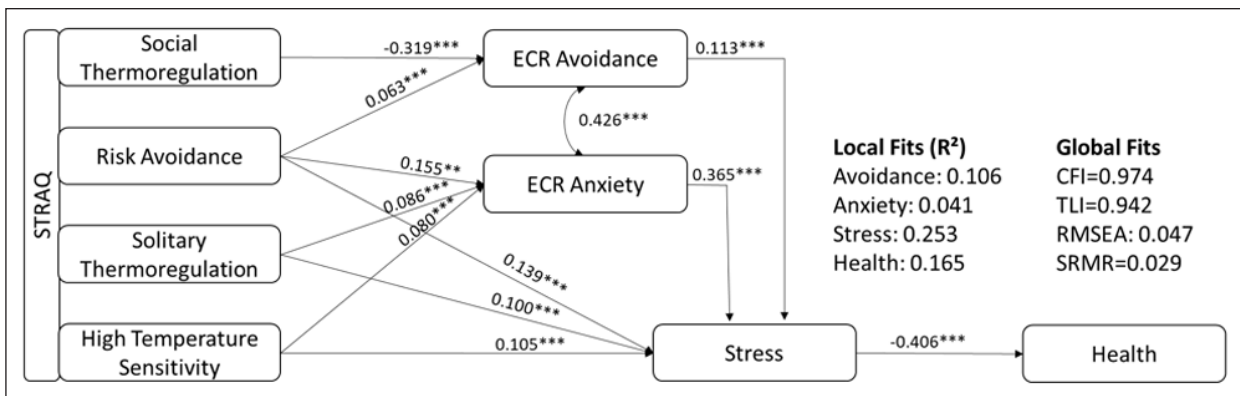 STRAQ
Social
Thermoregulation
Risk Avoidance
Solitary
Thermoregulation
High Temperature
Sensitivity
-0.319***
0.063***
0.155**
0.086***
0.080***
0.139***
0.100***
0.105***
ECR Avoidance
0.426***
ECR Anxiety
0.113***
0.365***
Stress
-0.406***
Health
Local Fits (R²)
Avoidance: 0.106
Anxiety: 0.041
Stress: 0.253
Health: 0.165
Global Fits
CFI=0.974
TLI=0.942
RMSEA: 0.047
SRMR=0.029